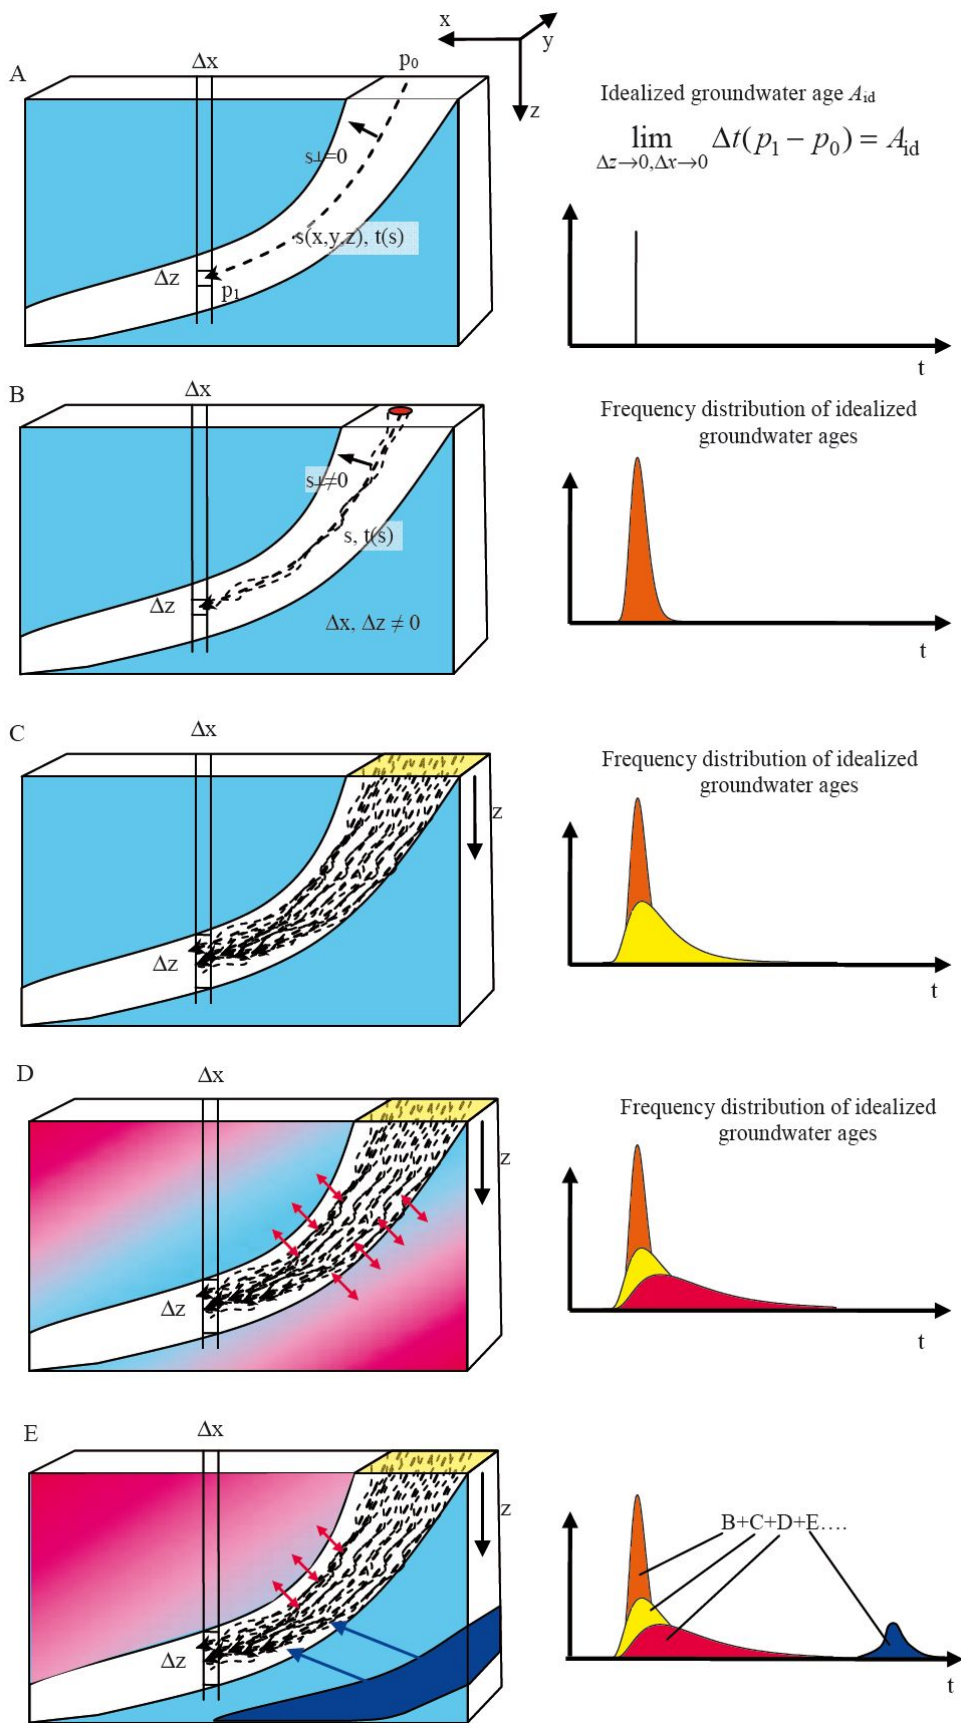 x
y
z
A
Δx
p0
s⊥=0
s(x,y,z), t(s)
Δz
p1
Idealized groundwater age Aid
lim Δt(p1 − p0) = Aid
Δz→0,Δx→0
t
B
Δx
s⊥≠0
s, t(s)
Δz
Δx, Δz ≠ 0
Frequency distribution of idealized
groundwater ages
t
C
Δx
z
Δz
Frequency distribution of idealized
groundwater ages
t
D
Δx
z
Δz
Frequency distribution of idealized
groundwater ages
t
E
Δx
z
Δz
B+C+D+E....
t